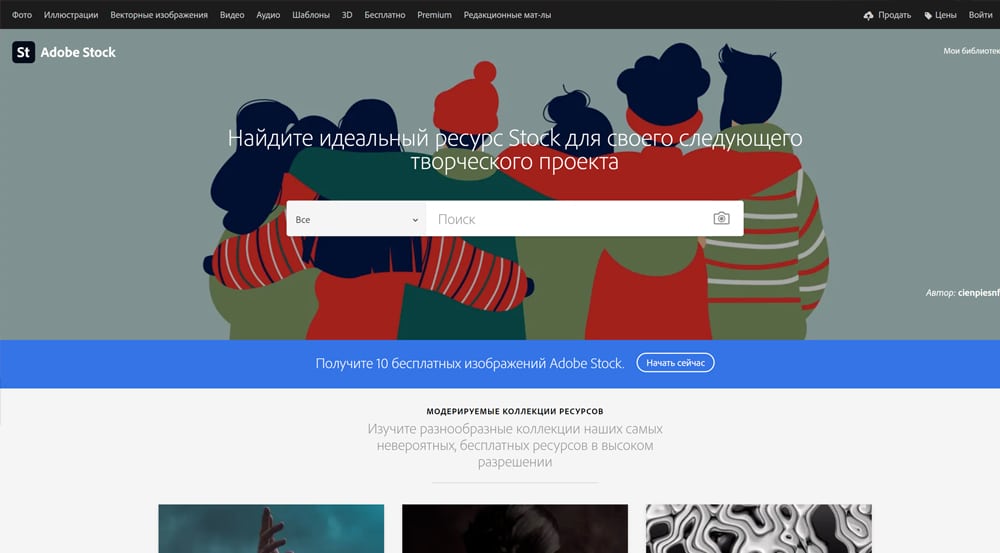 Фото Иллюстрации Векторные изображения Видео Аудио Шаблоны 3D Бесплатно Premium Редакционные мат-лы Продать Цены Войти
St Adobe Stock
Мои библиотек
Найдите идеальный ресурс Stock для своего следующего
творческого проекта
Все Поиск
Автор: cienpiesnf
Получите 10 бесплатных изображений Adobe Stock. Начать сейчас
МОДЕРИРУЕМЫЕ КОЛЛЕКЦИИ РЕСУРСОВ
Изучите разнообразные коллекции наших самых
невероятных, бесплатных ресурсов в высоком
разрешении